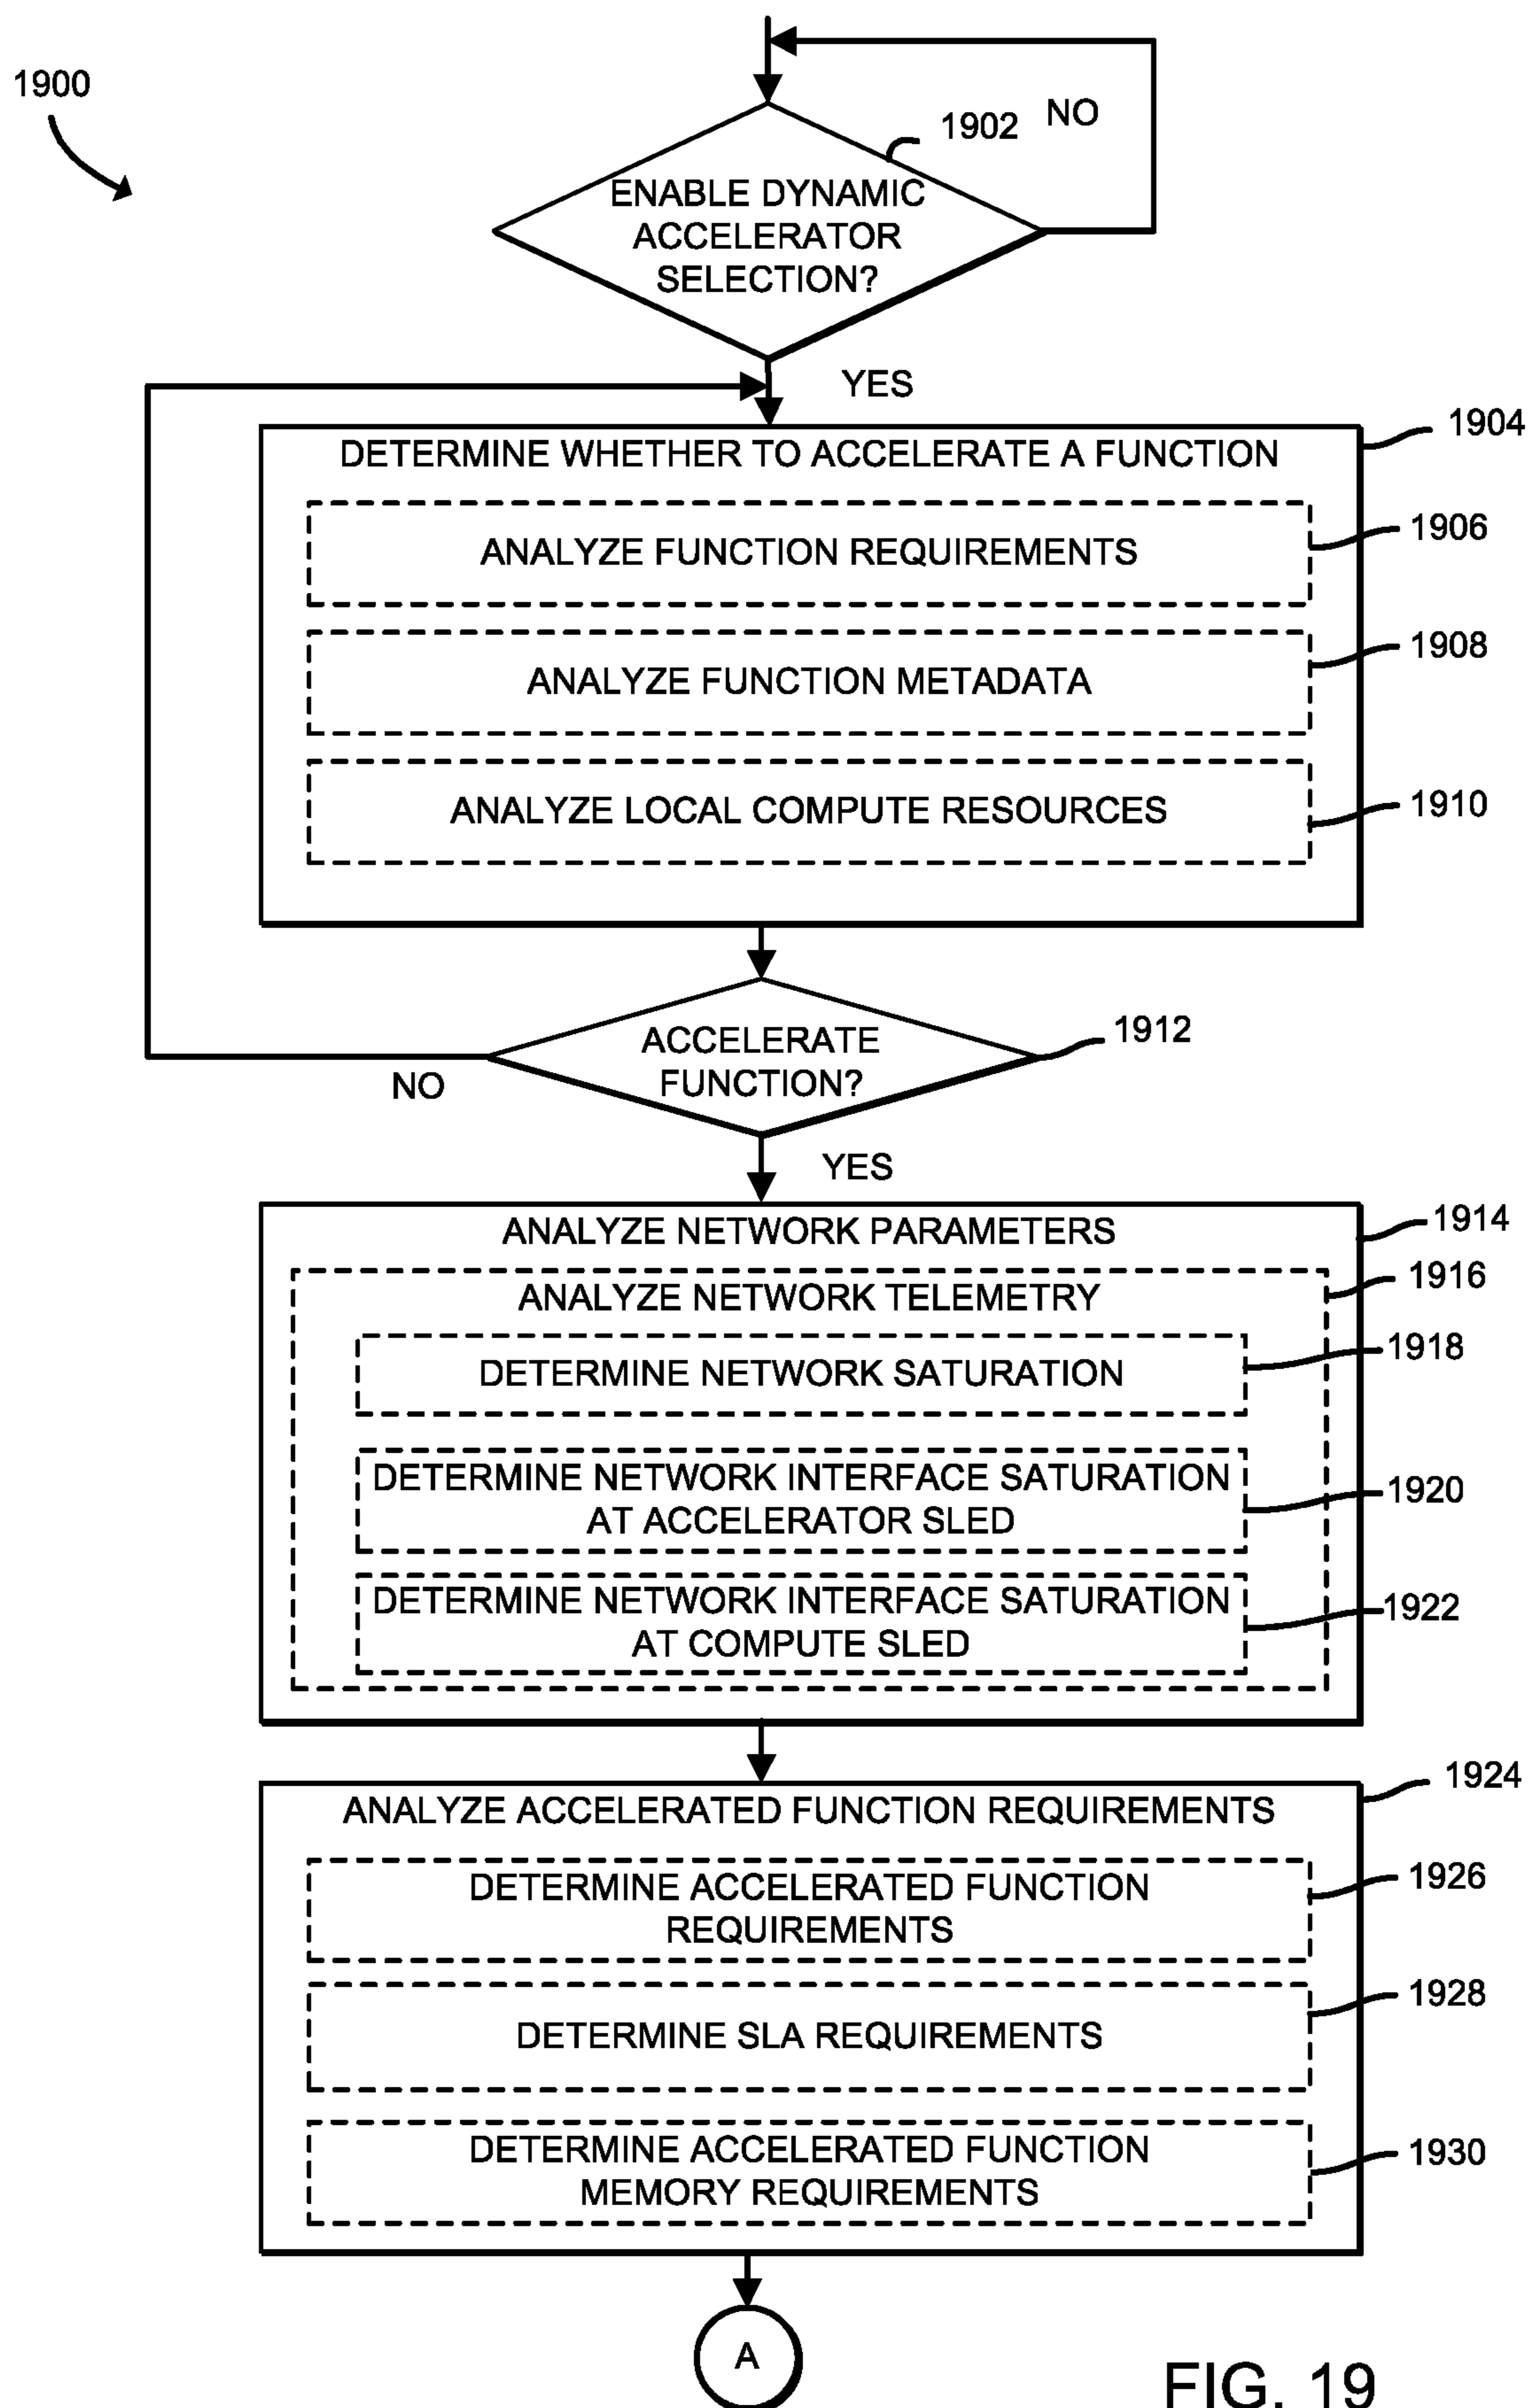 1900
1902
NO
ENABLE DYNAMIC
ACCELERATOR
SELECTION?
YES
1904
DETERMINE WHETHER TO ACCELERATE A FUNCTION
1906
ANALYZE FUNCTION REQUIREMENTS
1908
ANALYZE FUNCTION METADATA
1910
ANALYZE LOCAL COMPUTE RESOURCES
1912
ACCELERATE
FUNCTION?
NO
YES
1914
ANALYZE NETWORK PARAMETERS
1916
ANALYZE NETWORK TELEMETRY
1918
DETERMINE NETWORK SATURATION
1920
DETERMINE NETWORK INTERFACE SATURATION
AT ACCELERATOR SLED
1922
DETERMINE NETWORK INTERFACE SATURATION
AT COMPUTE SLED
1924
ANALYZE ACCELERATED FUNCTION REQUIREMENTS
1926
DETERMINE ACCELERATED FUNCTION
REQUIREMENTS
1928
DETERMINE SLA REQUIREMENTS
1930
DETERMINE ACCELERATED FUNCTION
MEMORY REQUIREMENTS
A
FIG. 19